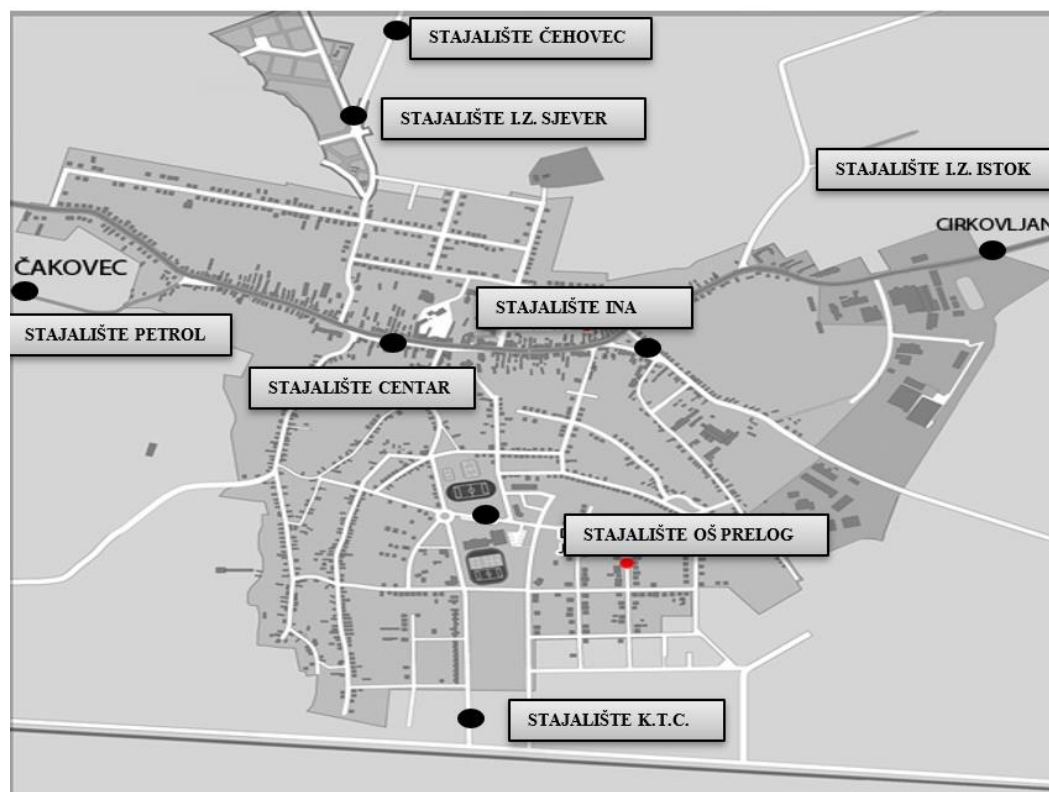 STAJALIŠTE ČEHOVEC
STAJALIŠTE I.Z. SJEVER
STAJALIŠTE I.Z. ISTOK
CIRKOVLJAN
ČAKOVEC
STAJALIŠTE INA
STAJALIŠTE PETROL
STAJALIŠTE CENTAR
STAJALIŠTE OŠ PRELOG
STAJALIŠTE K.T.C.